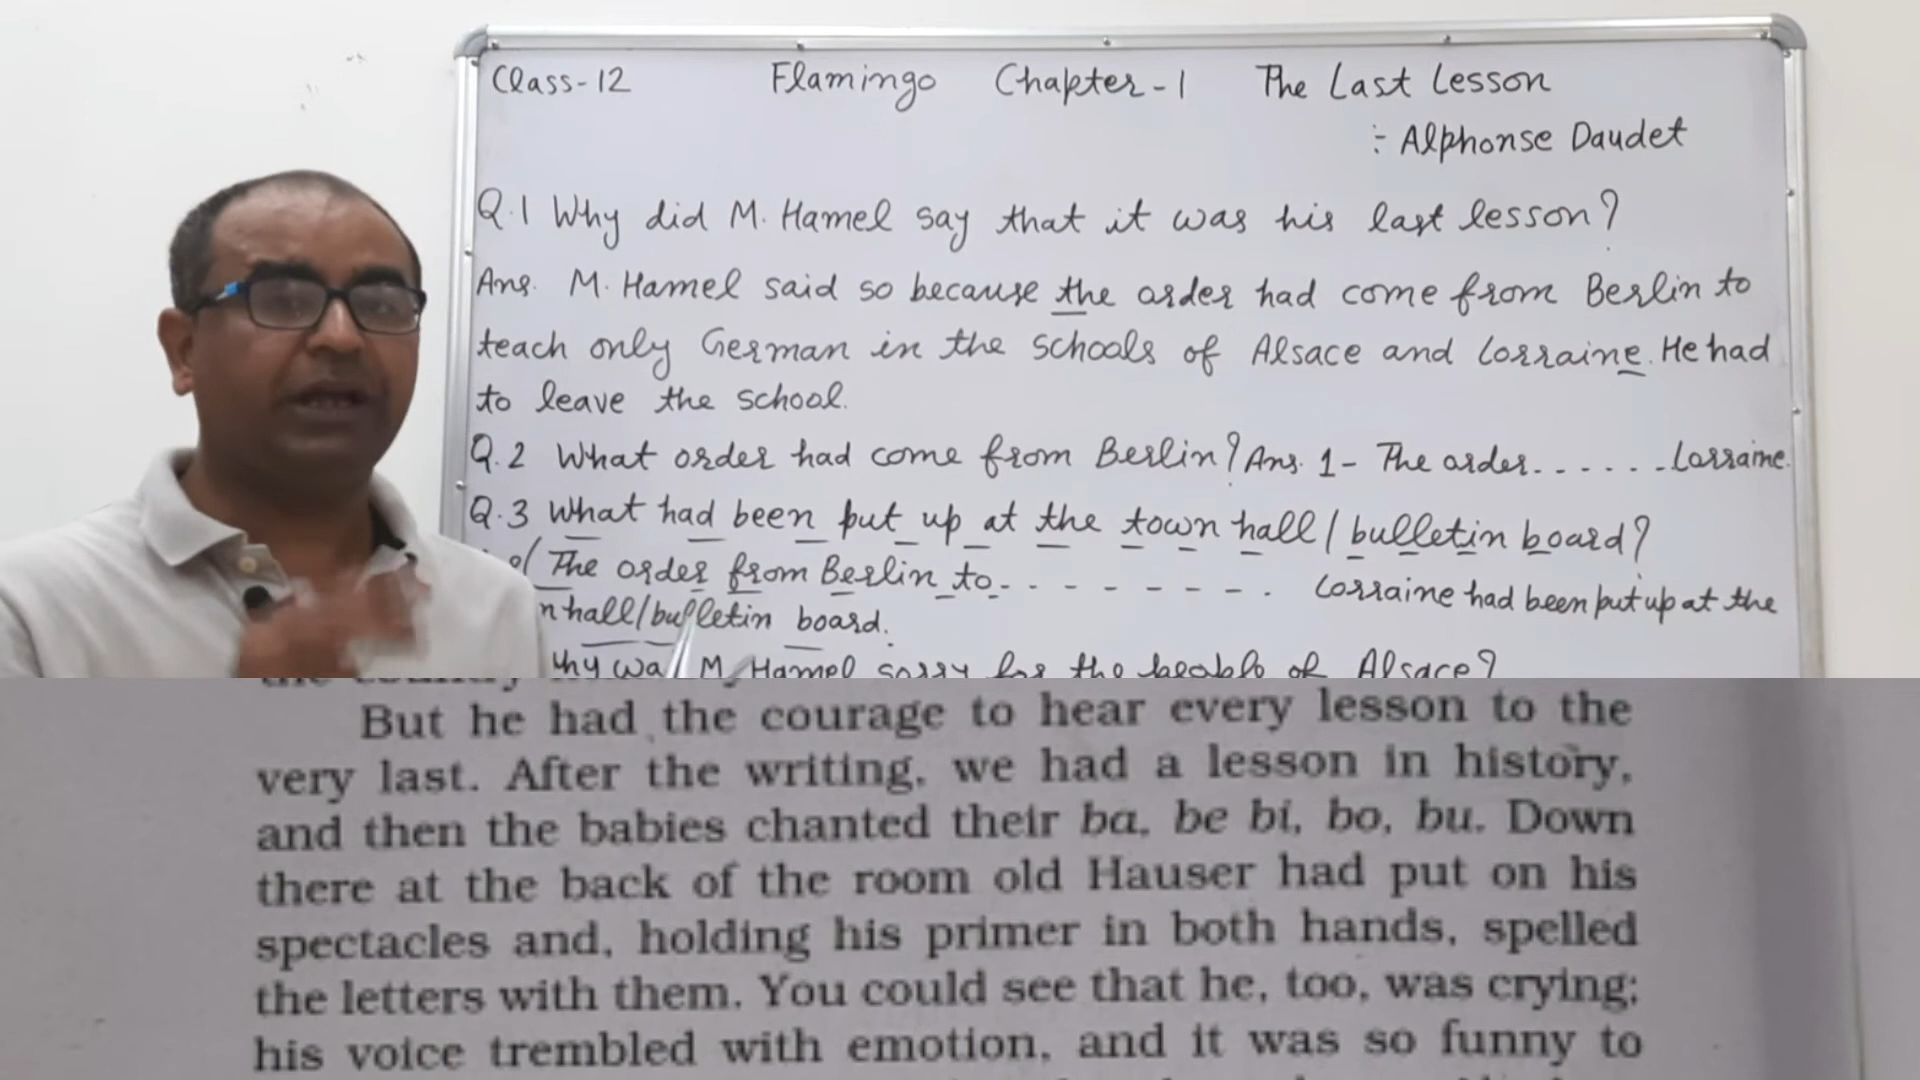 Class-12 Flamingo Chapter-1 The Last Lesson
:- Alphonse Daudet
Q.1 Why did M. Hamel say that it was his last lesson?
Ans. M. Hamel said so because the order had come from Berlin to
teach only German in the schools of Alsace and Lorraine. He had
to leave the school.
Q.2 What order had come from Berlin? Ans. 1- The order......Lorraine.
Q.3 What had been put up at the town hall/bulletin board?
The order from Berlin to- - - - - - - - - . Lorraine had been put up at the
n hall/bulletin board.
hy wa M. Hamel sorry for the people of Alsace?
But he had the courage to hear every lesson to the
very last. After the writing, we had a lesson in history,
and then the babies chanted their ba, be bi, bo, bu. Down
there at the back of the room old Hauser had put on his
spectacles and, holding his primer in both hands, spelled
the letters with them. You could see that he, too, was crying;
his voice trembled with emotion, and it was so funny to